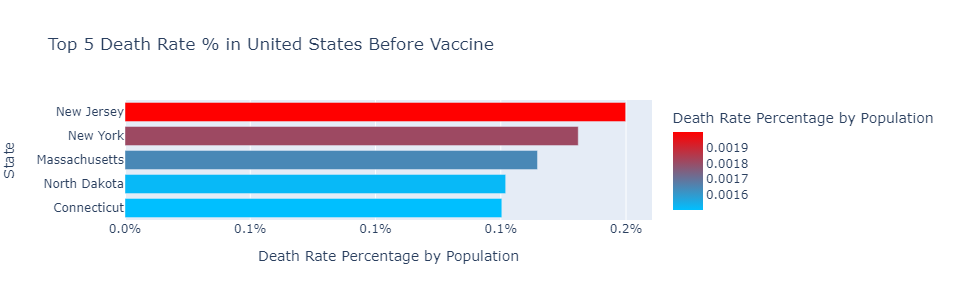 Top 5 Death Rate % in United States Before Vaccine
State
New Jersey
New York
Massachusetts
North Dakota
Connecticut
0.0% 0.1% 0.1% 0.1% 0.2%
Death Rate Percentage by Population
Death Rate Percentage by Population
0.0019
0.0018
0.0017
0.0016